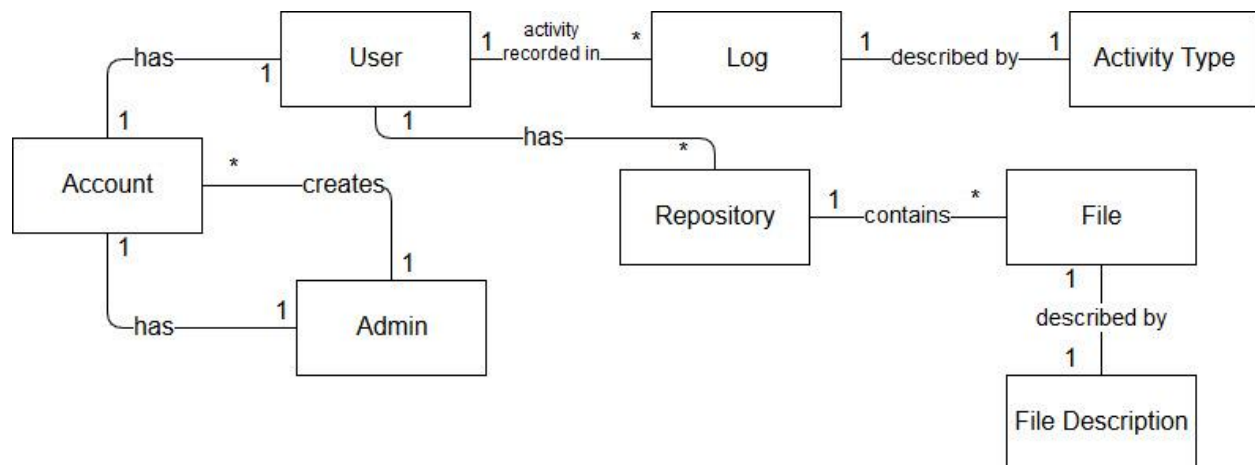 User
1
activity
recorded in
*
Log
1
described by
1
Activity Type
has
1
1
1
has
*
Account
*
creates
1
Repository
1
contains
*
File
1
1
has
1
Admin
described by
1
File Description